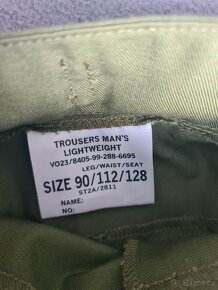 TROUSERS MAN'S
LIGHTWEIGHT
VO23/8405-99-288-6695
LEG/WAIST/SEAT
SIZE 90/112/128
ST2A/2811
NAME:
NO: